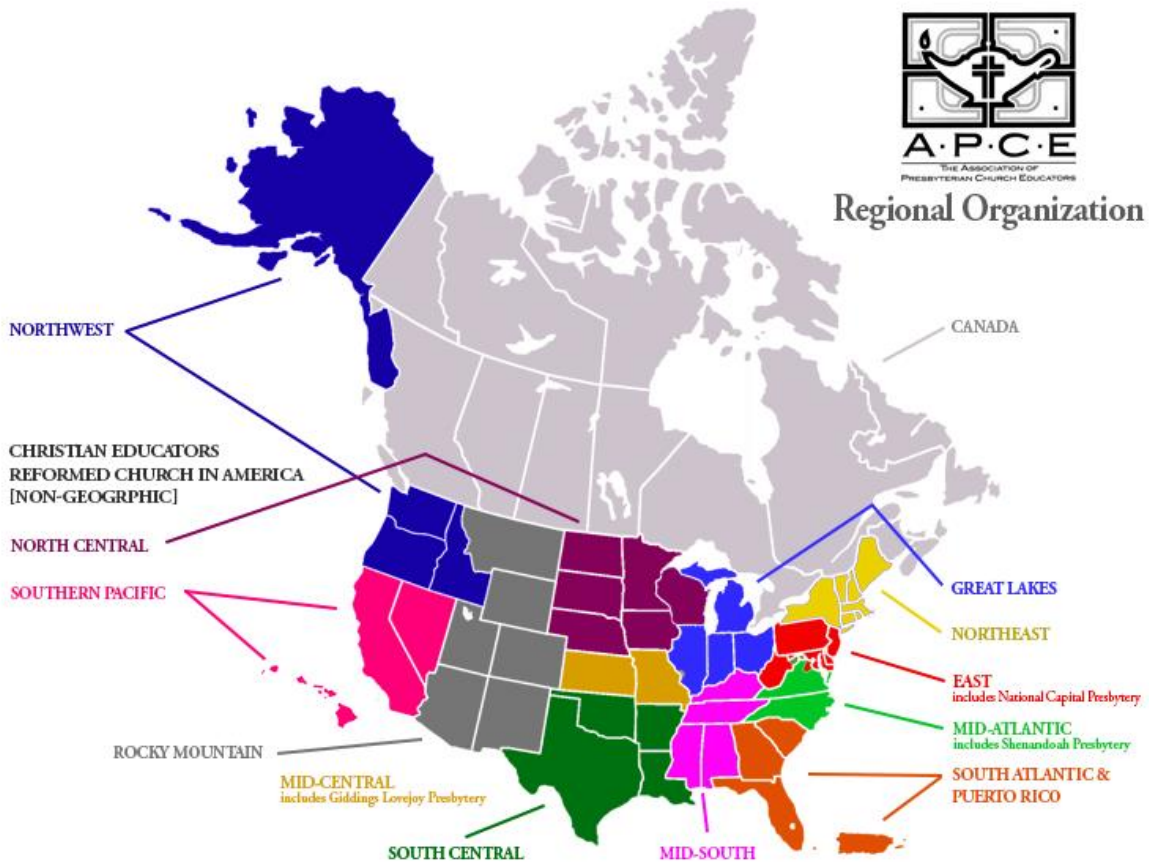 A·P·C·E
THE ASSOCIATION OF
PRESBYTERIAN CHURCH EDUCATORS
Regional Organization
NORTHWEST
CANADA
CHRISTIAN EDUCATORS
REFORMED CHURCH IN AMERICA
[NON-GEOGRPHIC]
NORTH CENTRAL
SOUTHERN PACIFIC
GREAT LAKES
NORTHEAST
EAST
includes National Capital Presbytery
MID-ATLANTIC
includes Shenandoah Presbytery
ROCKY MOUNTAIN
MID-CENTRAL
includes Giddings Lovejoy Presbytery
SOUTH ATLANTIC &
PUERTO RICO
SOUTH CENTRAL
MID-SOUTH